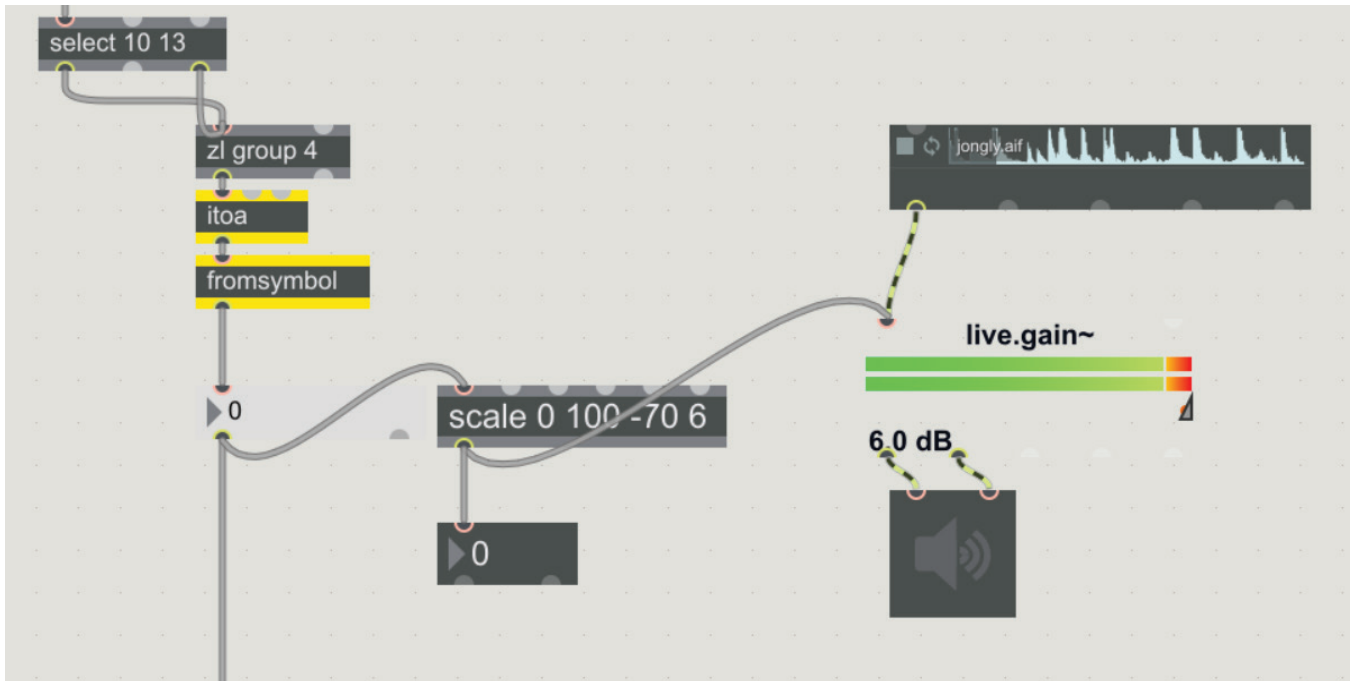 select 10 13
zl group 4
itoa
fromsymbol
0
scale 0 100 -70 6
0
jongly.aif
live.gain~
6.0 dB